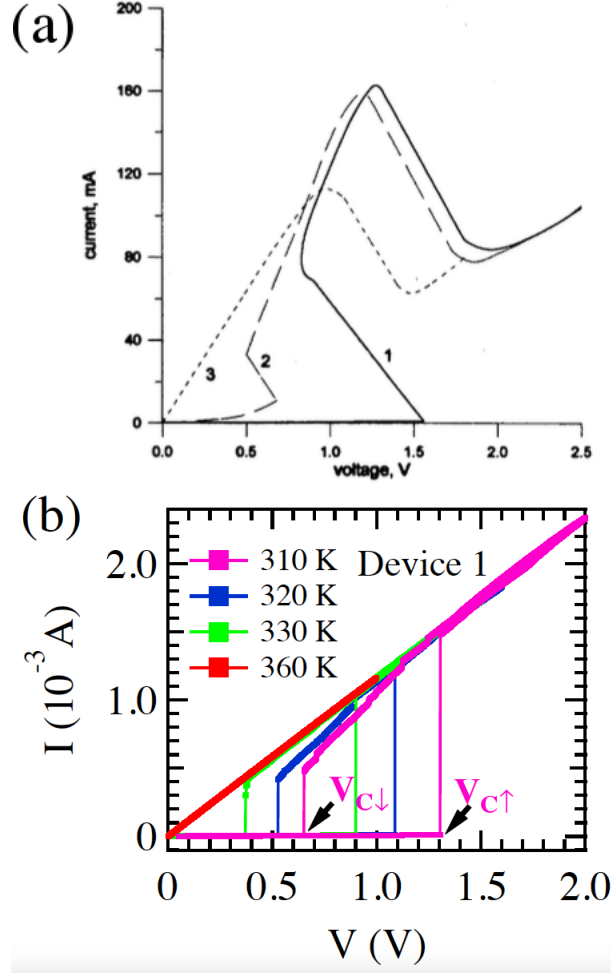 (a)
200
160
120
80
40
0
current, mA
1
2
3
0.0 0.5 1.0 1.5 2.0 2.5
voltage, V
(b)
310 K Device 1
320 K
330 K
360 K
2.0
1.0
0
I (10⁻³ A)
V_C↓ V_C↑
0 0.5 1.0 1.5 2.0
V (V)